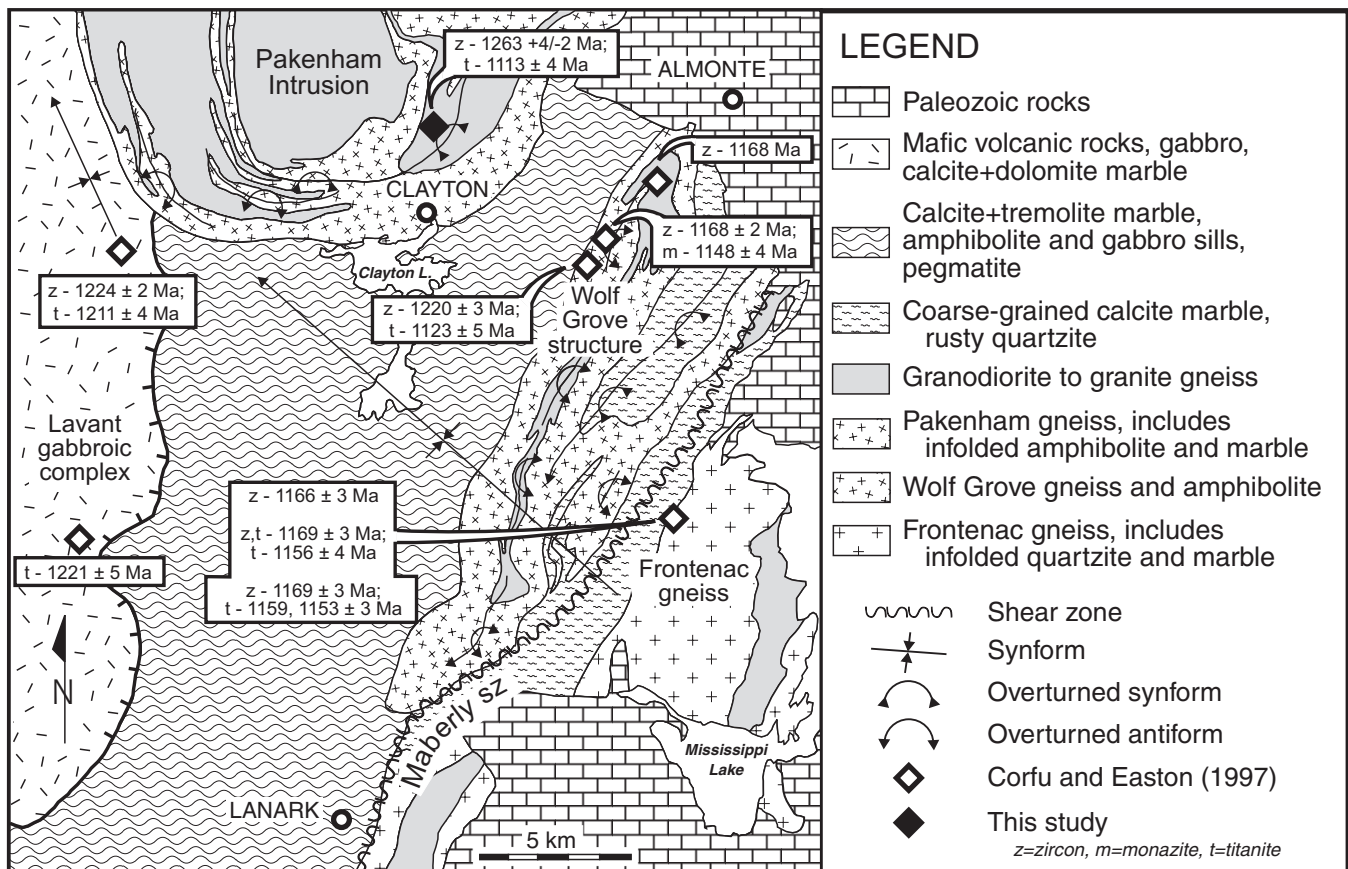 Pakenham
Intrusion
z - 1263 +4/-2 Ma;
t - 1113 ± 4 Ma
ALMONTE
z - 1168 Ma
CLAYTON
z - 1168 ± 2 Ma;
m - 1148 ± 4 Ma
Clayton L.
z - 1224 ± 2 Ma;
t - 1211 ± 4 Ma
z - 1220 ± 3 Ma;
t - 1123 ± 5 Ma
Wolf
Grove
structure
Lavant
gabbroic
complex
z - 1166 ± 3 Ma
z,t - 1169 ± 3 Ma;
t - 1156 ± 4 Ma
z - 1169 ± 3 Ma;
t - 1159, 1153 ± 3 Ma
t - 1221 ± 5 Ma
Frontenac
gneiss
N
Maberly sz
Mississippi
Lake
LANARK
5 km
LEGEND
Paleozoic rocks
Mafic volcanic rocks, gabbro,
calcite+dolomite marble
Calcite+tremolite marble,
amphibolite and gabbro sills,
pegmatite
Coarse-grained calcite marble,
rusty quartzite
Granodiorite to granite gneiss
Pakenham gneiss, includes
infolded amphibolite and marble
Wolf Grove gneiss and amphibolite
Frontenac gneiss, includes
infolded quartzite and marble
Shear zone
Synform
Overturned synform
Overturned antiform
Corfu and Easton (1997)
This study
z=zircon, m=monazite, t=titanite